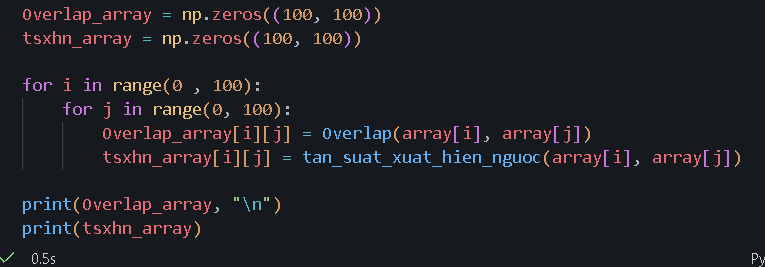 Overlap_array = np.zeros((100, 100))
tsxhn_array = np.zeros((100, 100))
for i in range(0 , 100):
for j in range(0, 100):
Overlap_array[i][j] = Overlap(array[i], array[j])
tsxhn_array[i][j] = tan_suat_xuat_hien_nguoc(array[i], array[j])
print(Overlap_array, "\n")
print(tsxhn_array)
0.5s
Py